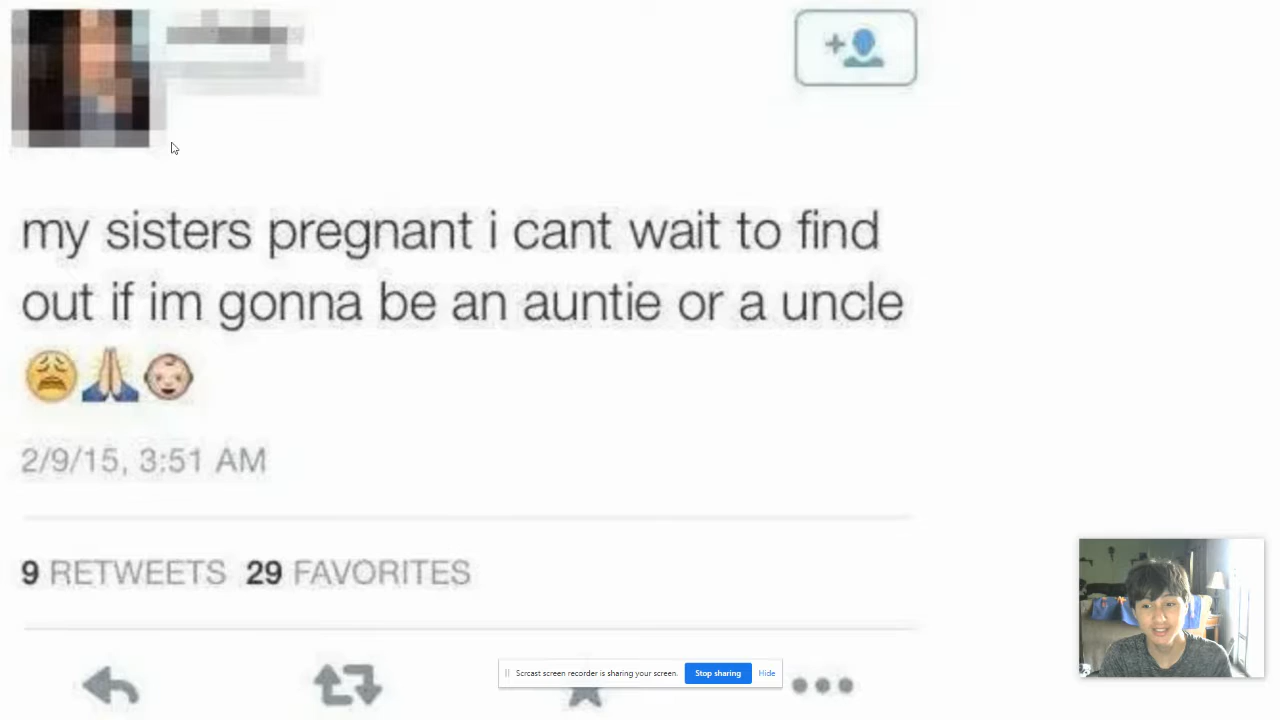 my sisters pregnant i cant wait to find
out if im gonna be an auntie or a uncle
😩🙏👶
2/9/15, 3:51 AM
9 RETWEETS 29 FAVORITES
Scrcast screen recorder is sharing your screen. Stop sharing Hide